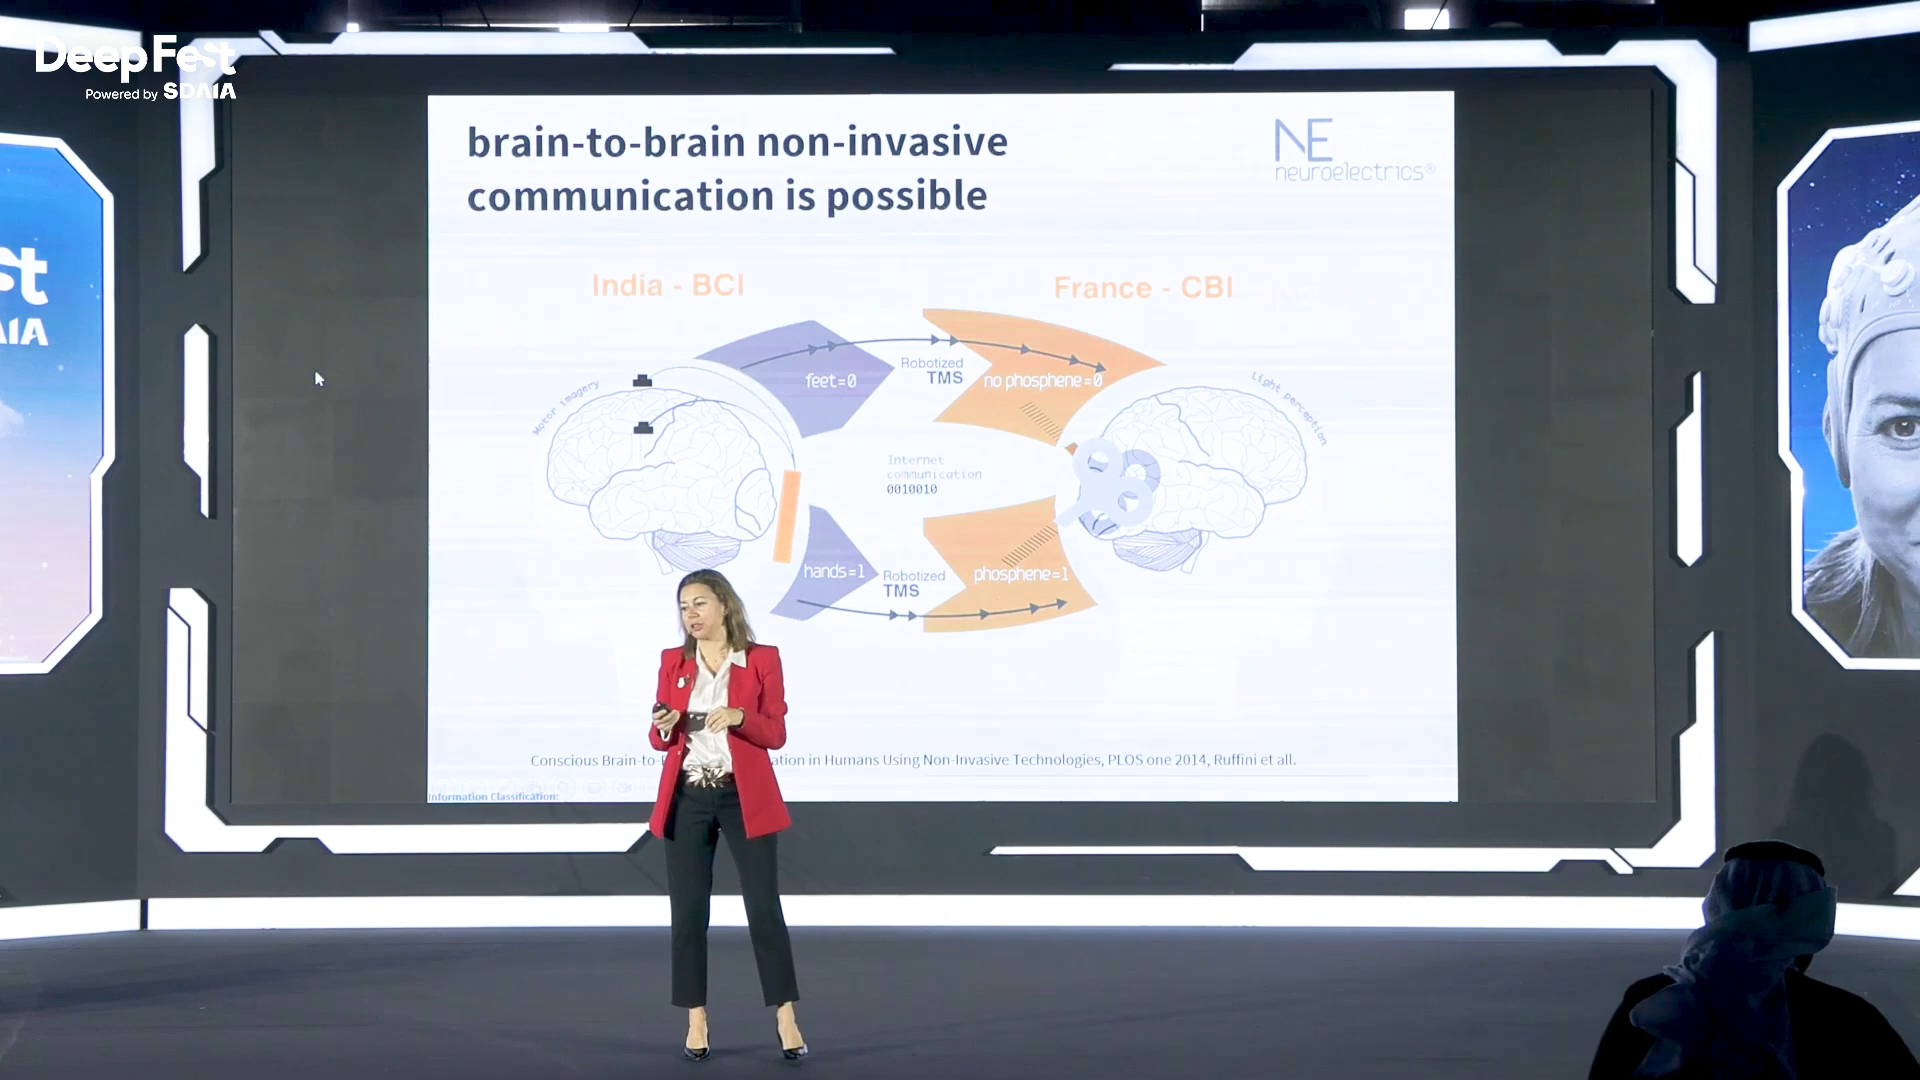 DeepFest
Powered by SDAIA
brain-to-brain non-invasive
communication is possible
NE
neuroelectrics®
India - BCI
France - CBI
Motor imagery
feet=0
Robotized
TMS
no phosphene=0
Light perception
Internet
communication
0010010
hands=1
Robotized
TMS
phosphene=1
Conscious Brain-to- ation in Humans Using Non-Invasive Technologies, PLOS one 2014, Ruffini et all.
Information Classification: